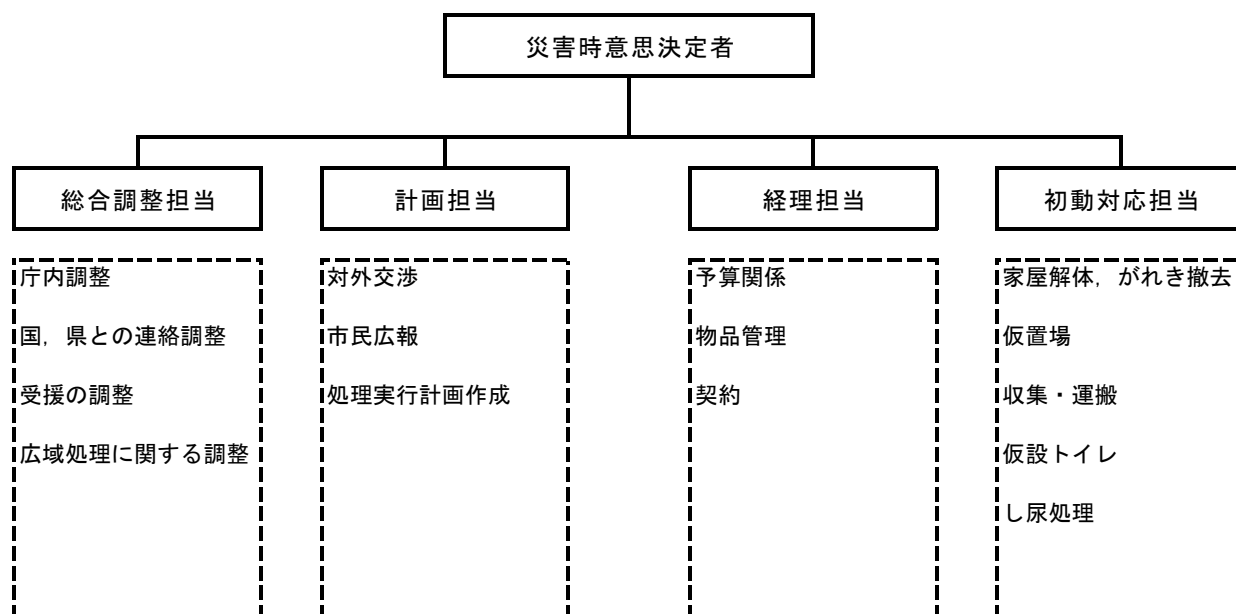 災害時意思決定者
総合調整担当
計画担当
経理担当
初動対応担当
庁内調整
国，県との連絡調整
受援の調整
広域処理に関する調整
対外交渉
市民広報
処理実行計画作成
予算関係
物品管理
契約
家屋解体，がれき撤去
仮置場
収集・運搬
仮設トイレ
し尿処理